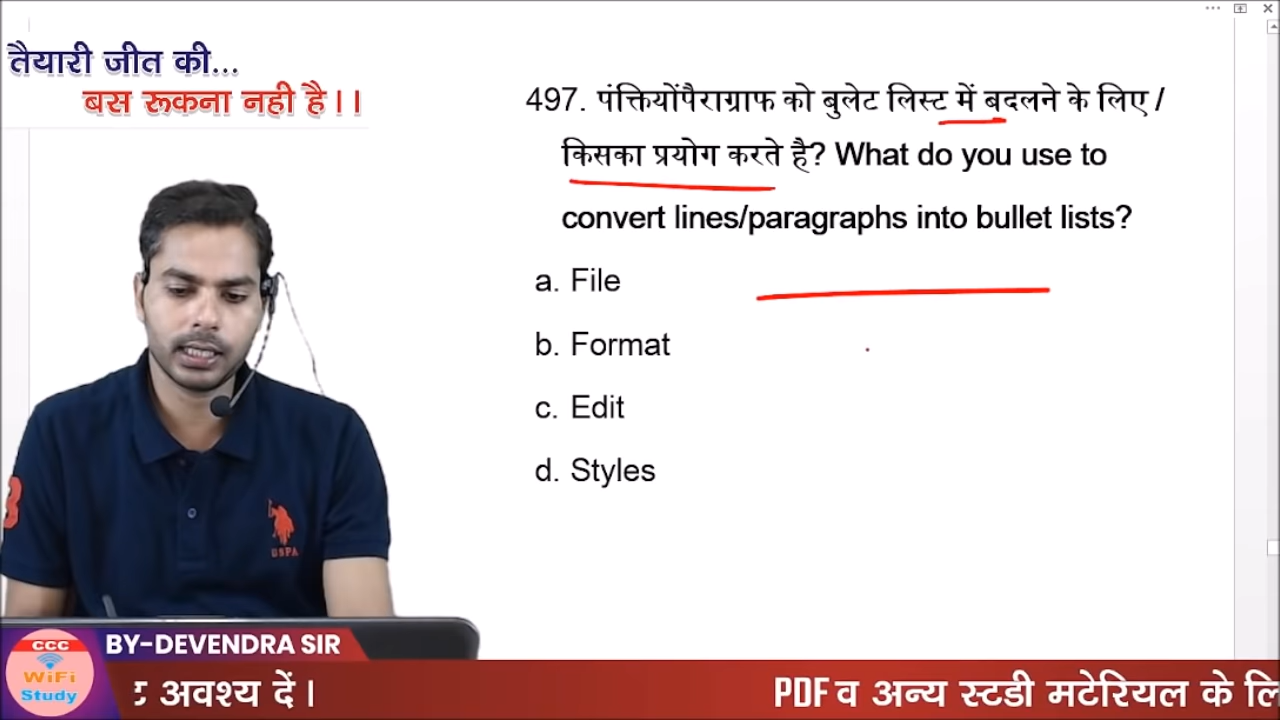 तैयारी जीत की...
बस रूकना नही है।।
497. पंक्तियोंपैराग्राफ को बुलेट लिस्ट में बदलने के लिए /
किसका प्रयोग करते है? What do you use to
convert lines/paragraphs into bullet lists?
a. File
b. Format
c. Edit
d. Styles
USPA
3
BY-DEVENDRA SIR
CCC
WiFi
Study
अवश्य दें।
PDF व अन्य स्टडी मटेरियल के